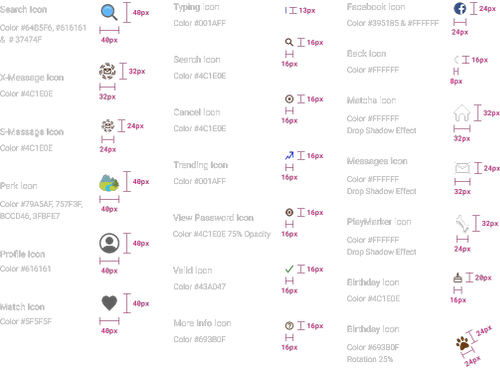 Search Icon
Color #64B5F6, #616161
& #37474F
40px
40px
X-Message Icon
Color #4C1E0E
32px
32px
S-Message Icon
Color #4C1E0E
24px
24px
Perk Icon
Color #79A5AF, 757F3F,
8CCD46, 3FBFE7
40px
40px
Profile Icon
Color #616161
40px
40px
Match Icon
Color #5F5F5F
40px
40px
Typing Icon
Color #001AFF
13px
Search Icon
Color #4C1E0E
16px
16px
Cancel Icon
Color #4C1E0E
16px
16px
Trending Icon
Color #001AFF
16px
16px
View Password Icon
Color #4C1E0E 75% Opacity
16px
16px
Valid Icon
Color #43A047
16px
16px
More Info Icon
Color #693B0F
16px
16px
Facebook Icon
Color #395185 & #FFFFFF
24px
24px
Back Icon
Color #FFFFFF
16px
8px
Matcha Icon
Color #FFFFFF
Drop Shadow Effect
32px
32px
Messages Icon
Color #FFFFFF
Drop Shadow Effect
24px
32px
PlayMarker Icon
Color #FFFFFF
Drop Shadow Effect
32px
24px
Birthday Icon
Color #4C1E0E
20px
16px
Birthday Icon
Color #693B0F
Rotation 25%
24px
24px